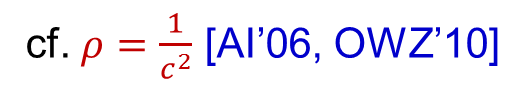 cf. ρ = 1/c² [AI’06, OWZ’10]